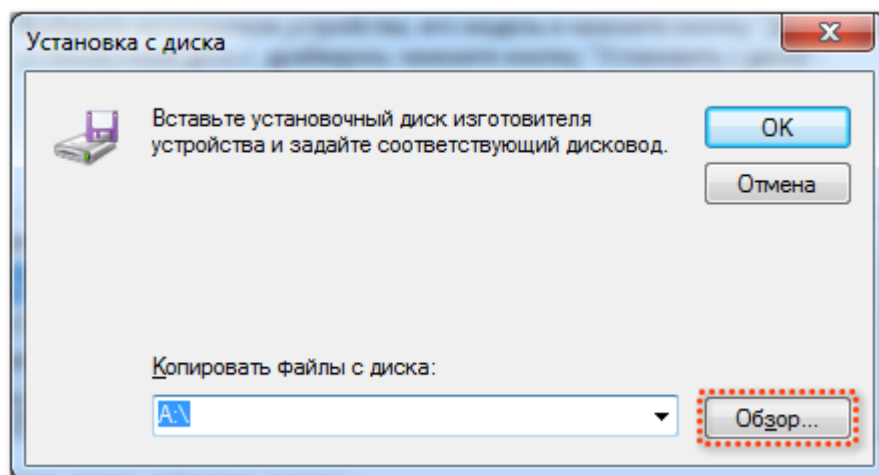 Установка с диска
Вставьте установочный диск изготовителя
устройства и задайте соответствующий дисковод.
OK
Отмена
Копировать файлы с диска:
A:\
Обзор...